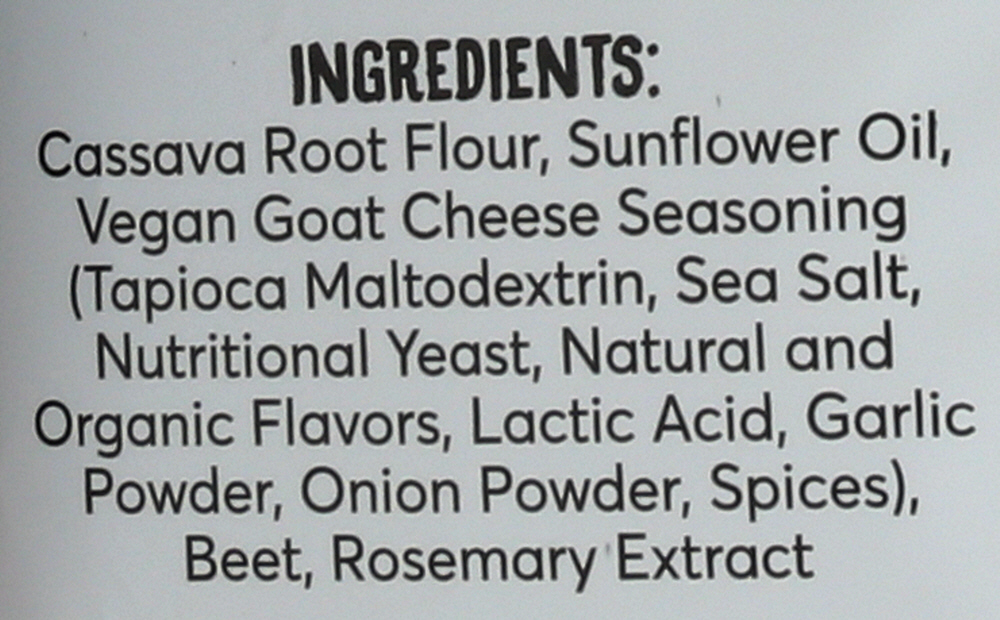 INGREDIENTS:
Cassava Root Flour, Sunflower Oil,
Vegan Goat Cheese Seasoning
(Tapioca Maltodextrin, Sea Salt,
Nutritional Yeast, Natural and
Organic Flavors, Lactic Acid, Garlic
Powder, Onion Powder, Spices),
Beet, Rosemary Extract